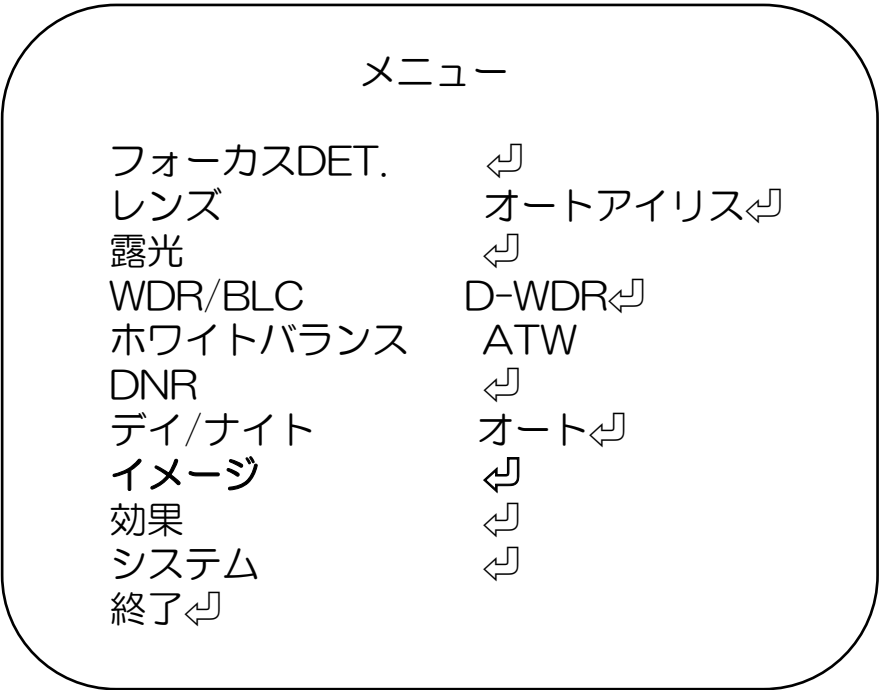 メニュー
フォーカスDET. ⏎
レンズ オートアイリス⏎
露光 ⏎
WDR/BLC D-WDR⏎
ホワイトバランス ATW
DNR ⏎
デイ/ナイト オート⏎
イメージ ⏎
効果 ⏎
システム ⏎
終了⏎